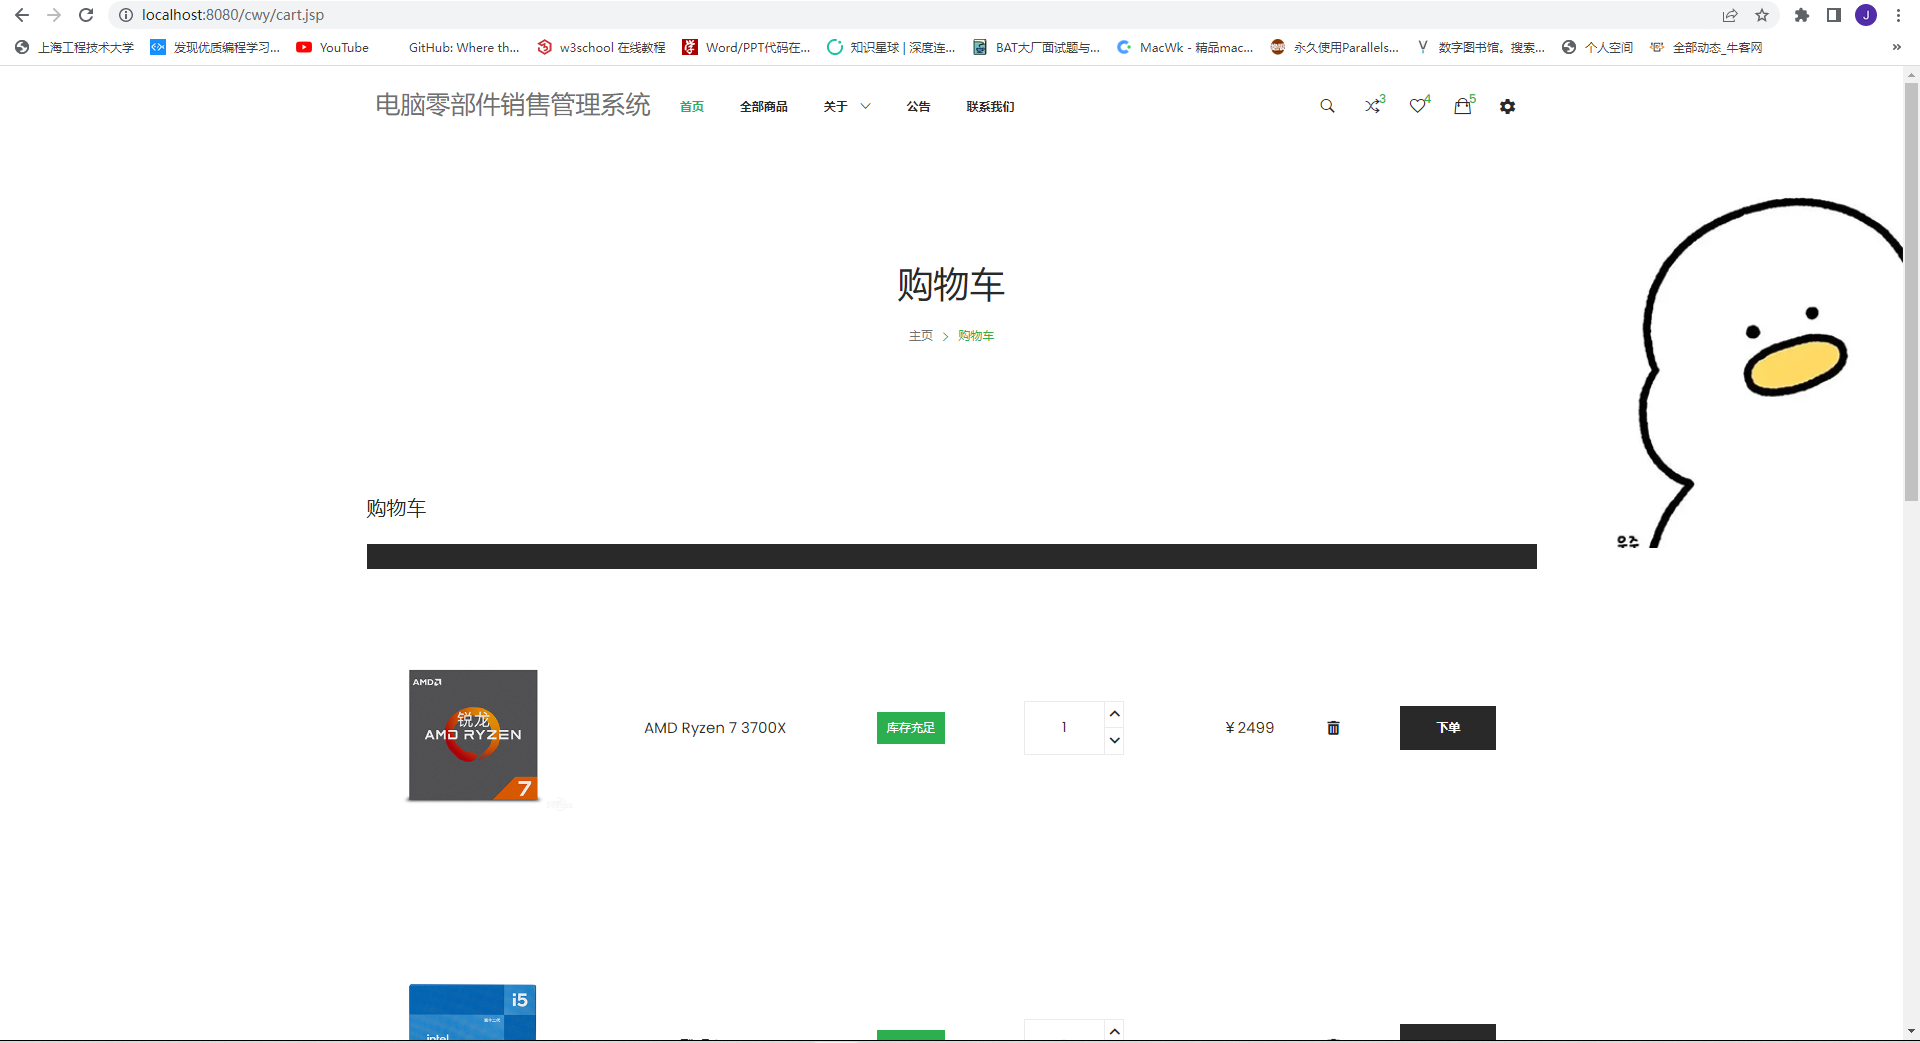 localhost:8080/cwy/cart.jsp
J
上海工程技术大学 发现优质编程学习... YouTube GitHub: Where th... w3school 在线教程 Word/PPT代码在... 知识星球 | 深度连... BAT大厂面试题与... MacWk - 精品mac... 永久使用Parallels... 数字图书馆。搜索... 个人空间 全部动态_牛客网 »
电脑零部件销售管理系统 首页 全部商品 关于 公告 联系我们 3 4 5
购物车
主页 > 购物车
우주
购物车
AMD
锐龙
AMD RYZEN
7
AMD Ryzen 7 3700X 库存充足 1 ¥ 2499 下单
i5
intel